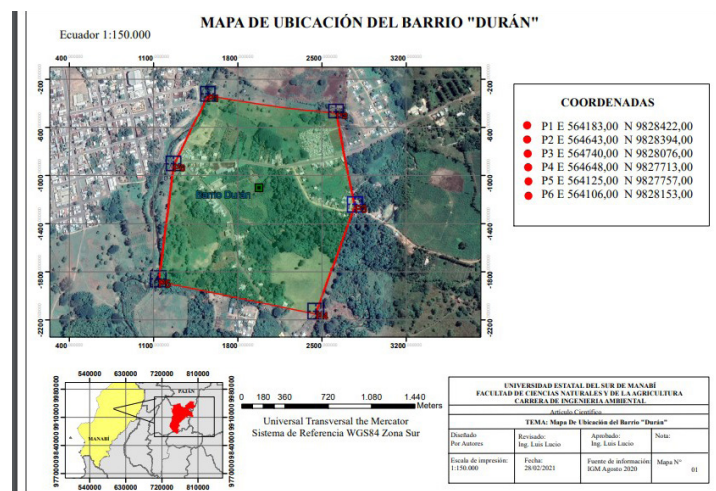 MAPA DE UBICACIÓN DEL BARRIO "DURÁN"
Ecuador 1:150.000
400 1100 1800 2500 3200
-200 -200
-600 -600
-1000 -1000
-1400 -1400
-1800 -1800
-2200 -2200
Barrio Durán
400 1100 1800 2500 3200
COORDENADAS
P1 E 564183,00 N 9828422,00
P2 E 564643,00 N 9828394,00
P3 E 564740,00 N 9828076,00
P4 E 564648,00 N 9827713,00
P5 E 564125,00 N 9827757,00
P6 E 564106,00 N 9828153,00
540000 630000 720000 810000
PAJÁN
MANABÍ
540000 630000 720000 810000
0 180 360 720 1.080 1.440
Meters
Universal Transversal the Mercator
Sistema de Referencia WGS84 Zona Sur
UNIVERSIDAD ESTATAL DEL SUR DE MANABÍ
FACULTAD DE CIENCIAS NATURALES Y DE LA AGRICULTURA
CARRERA DE INGENIERIA AMBIENTAL
Artículo Científico
TEMA: Mapa De Ubicación del Barrio "Durán"
Diseñado
Por Autores
Revisado:
Ing. Luis Lucio
Aprobado:
Ing. Luis Lucio
Nota:
Escala de impresión:
1:150.000
Fecha:
28/02/2021
Fuente de información:
IGM Agosto 2020
Mapa N°
01